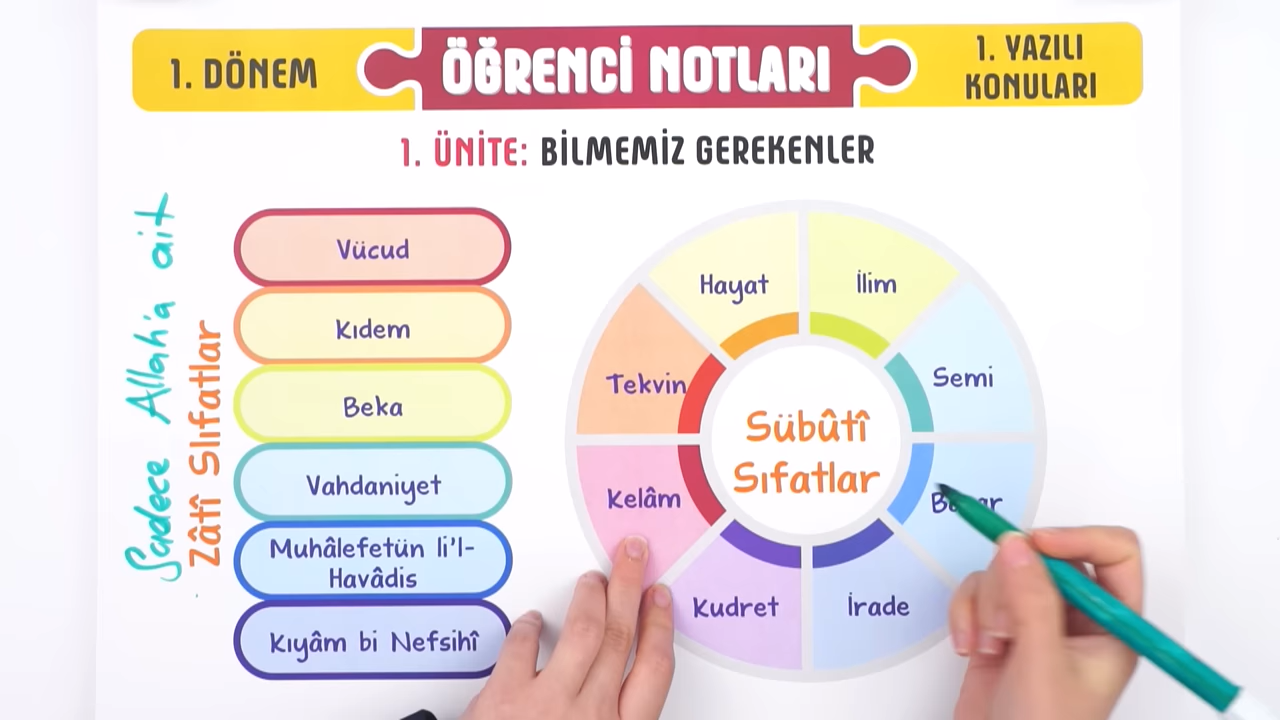 1. DÖNEM
ÖĞRENCİ NOTLARI
1. YAZILI
KONULARI
1. ÜNİTE: BİLMEMİZ GEREKENLER
Sadece Allah'a ait
Zâtî Sıfatlar
Vücud
Kıdem
Beka
Vahdaniyet
Muhâlefetün li'l-
Havâdis
Kıyâm bi Nefsihî
Hayat
İlim
Semi
İrade
Kudret
Kelâm
Tekvin
Sübûtî
Sıfatlar